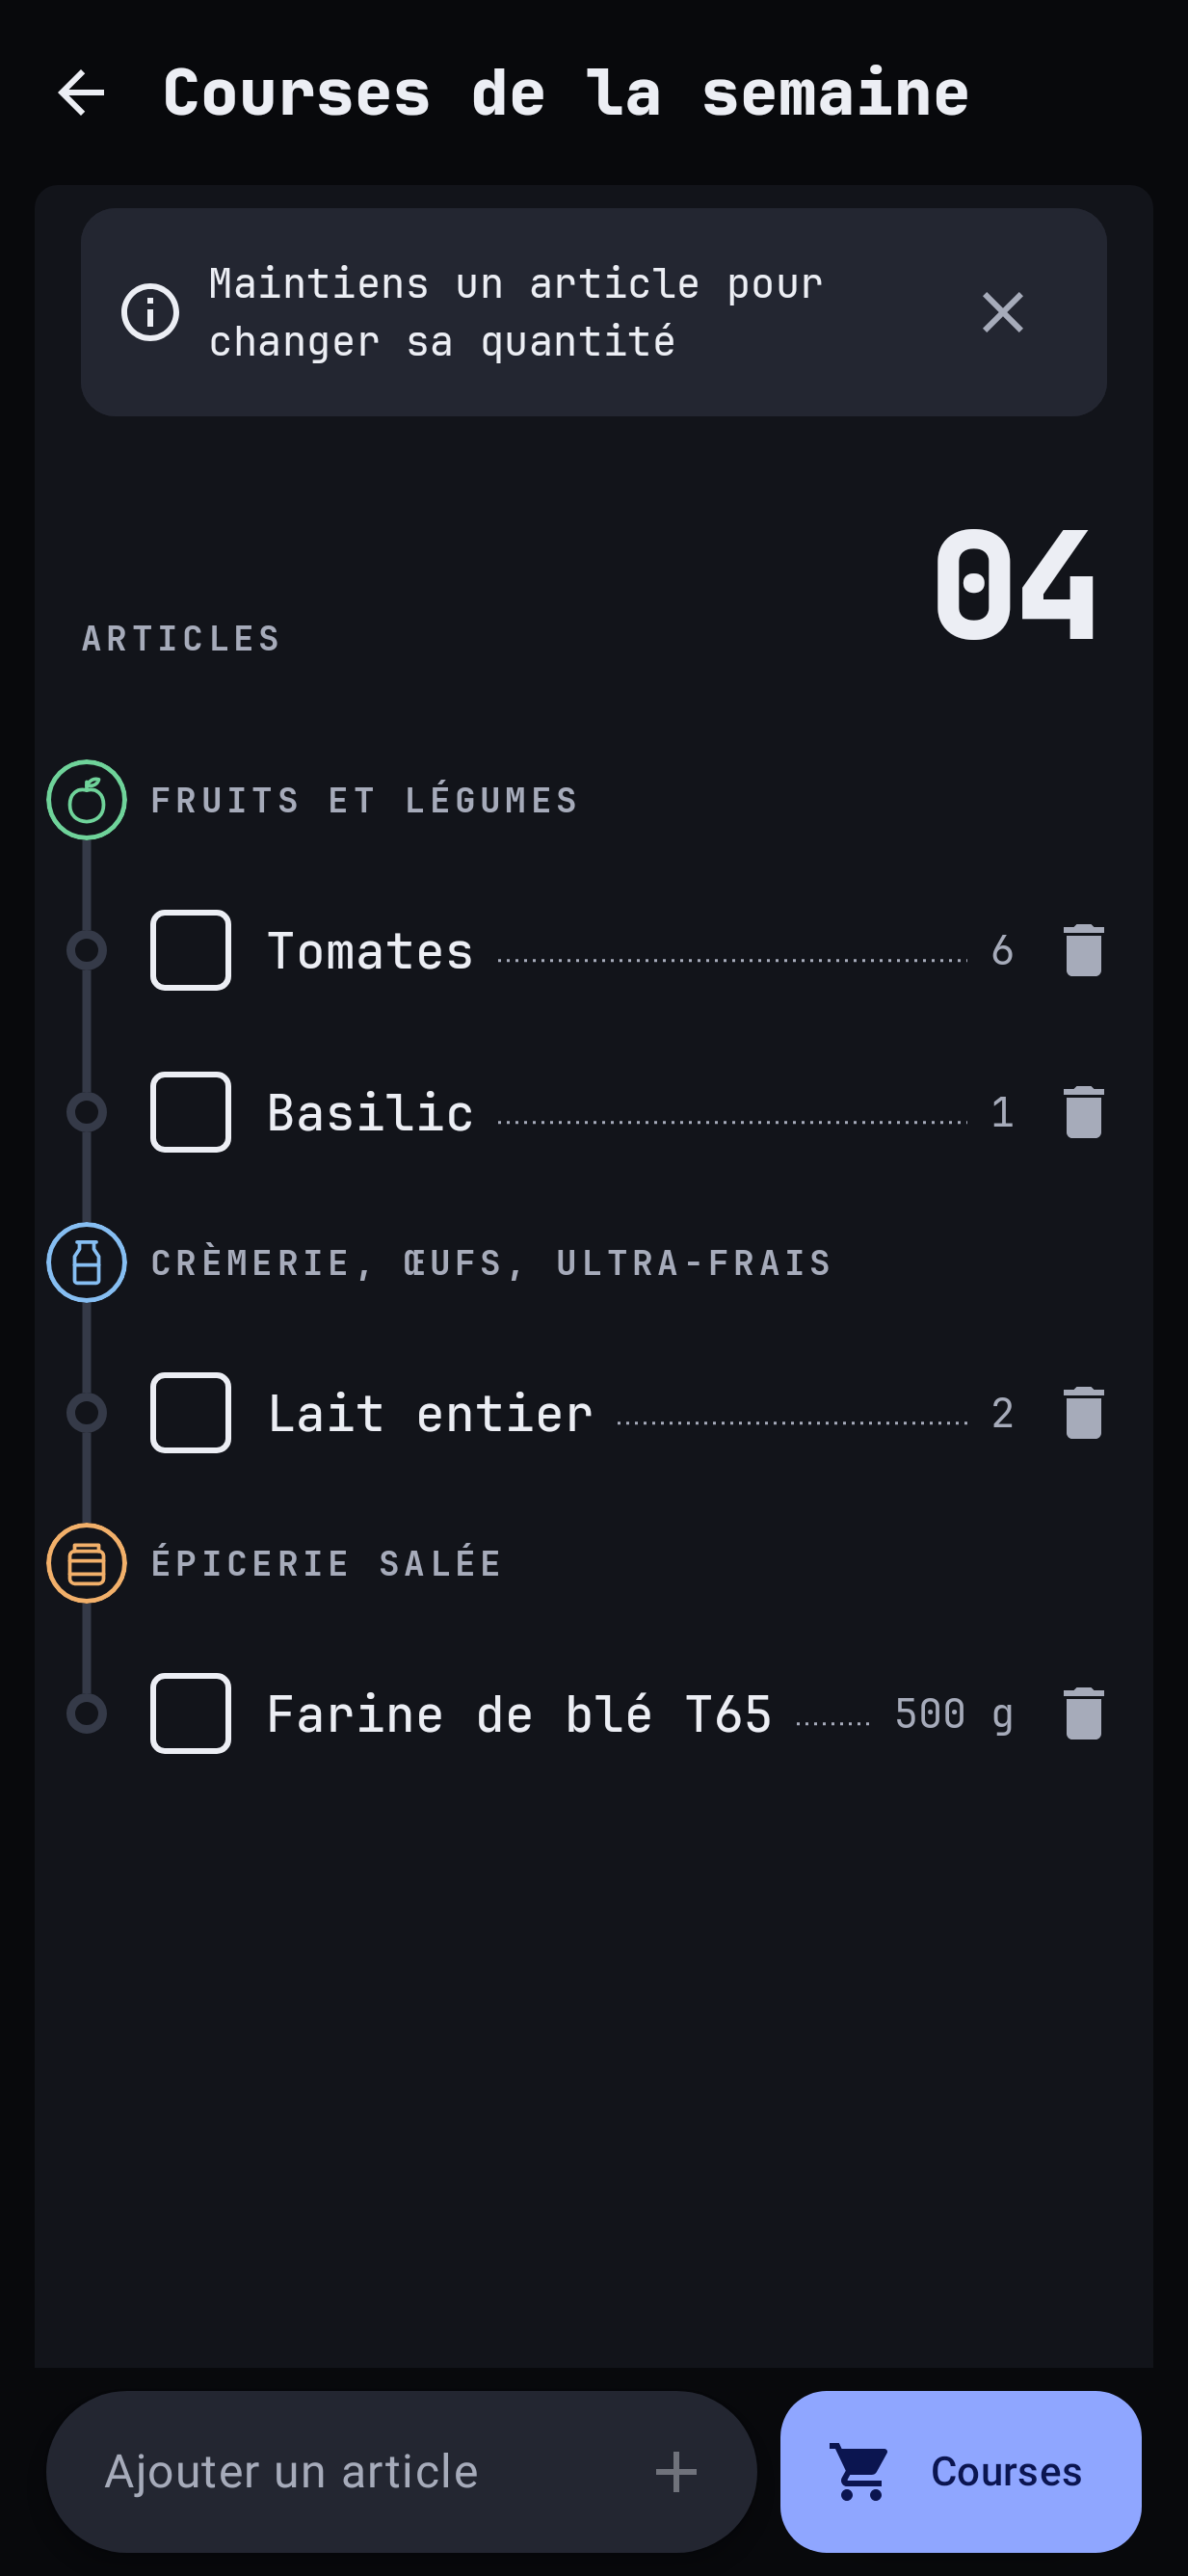 Courses de la semaine
Maintiens un article pour
changer sa quantité
04
ARTICLES
FRUITS ET LÉGUMES
Tomates 6
Basilic 1
CRÈMERIE, ŒUFS, ULTRA-FRAIS
Lait entier 2
ÉPICERIE SALÉE
Farine de blé T65 500 g
Ajouter un article
Courses